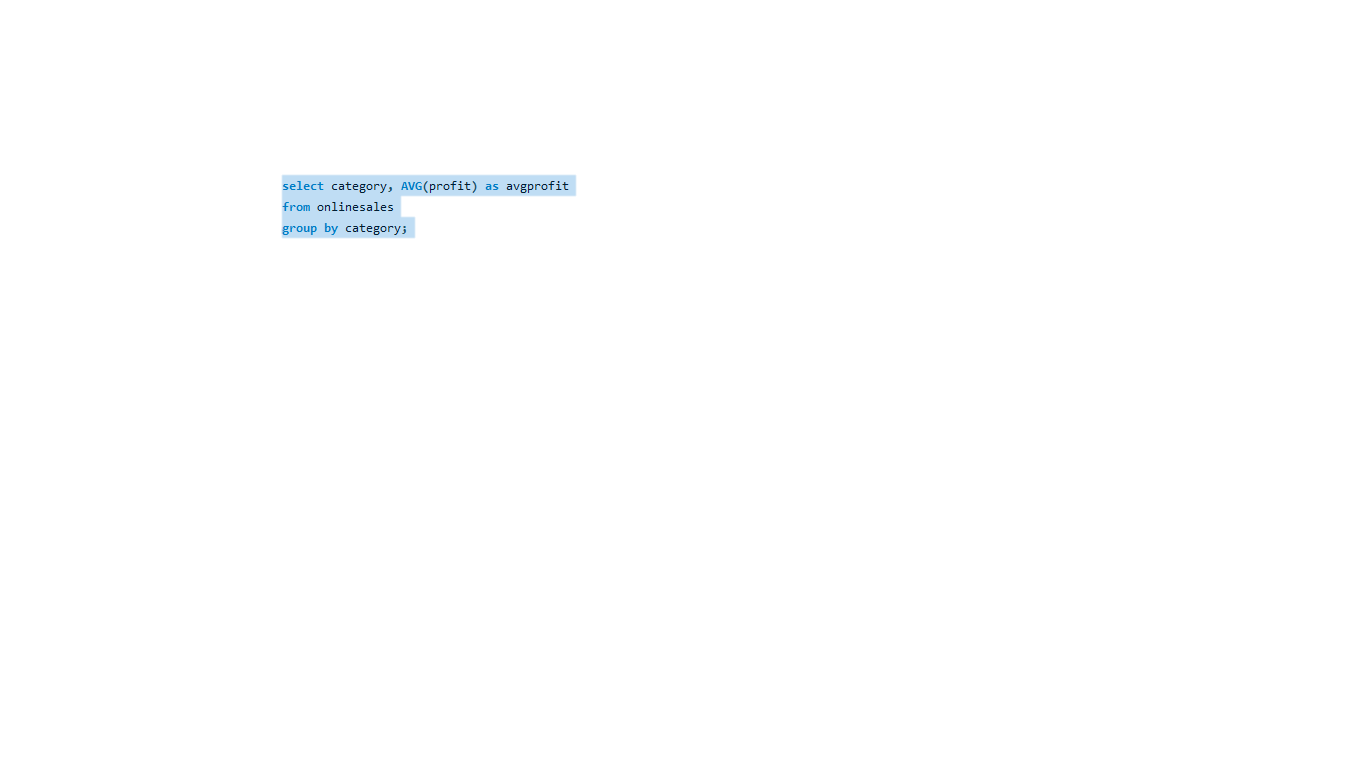 select category, AVG(profit) as avgprofit
from onlinesales
group by category;